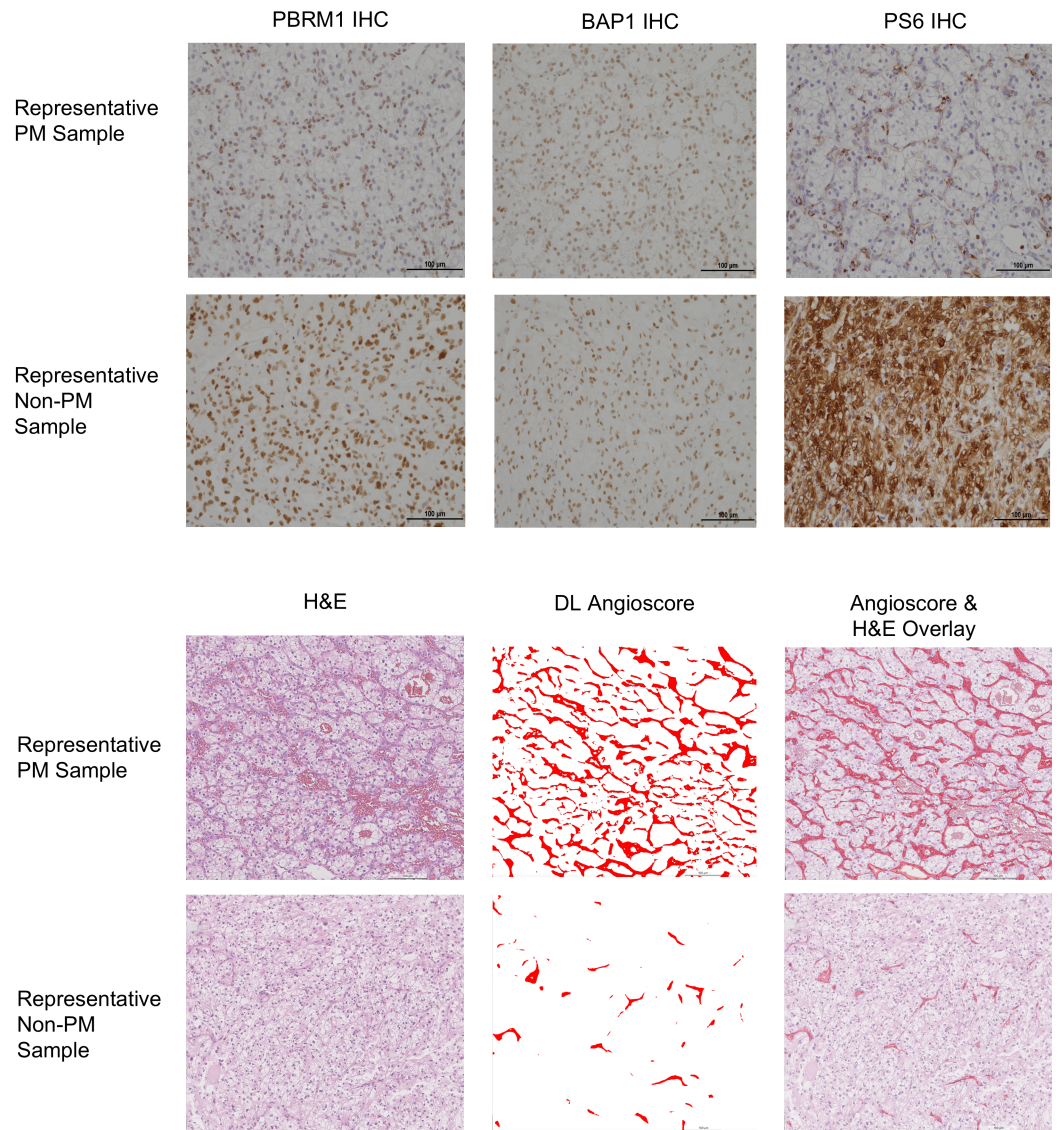 PBRM1 IHC
BAP1 IHC
PS6 IHC
Representative
PM Sample
100 µm
100 µm
100 µm
Representative
Non-PM
Sample
100 µm
100 µm
100 µm
H&E
DL Angioscore
Angioscore &
H&E Overlay
Representative
PM Sample
Representative
Non-PM
Sample